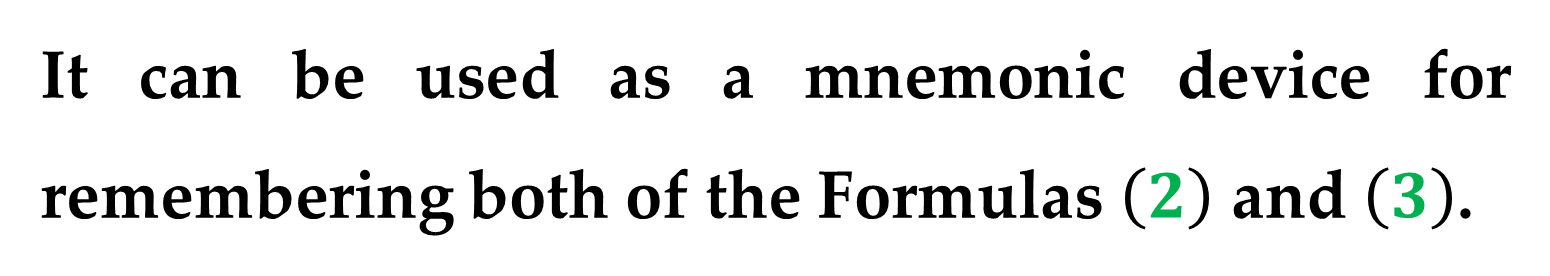 It can be used as a mnemonic device for
remembering both of the Formulas (2) and (3).